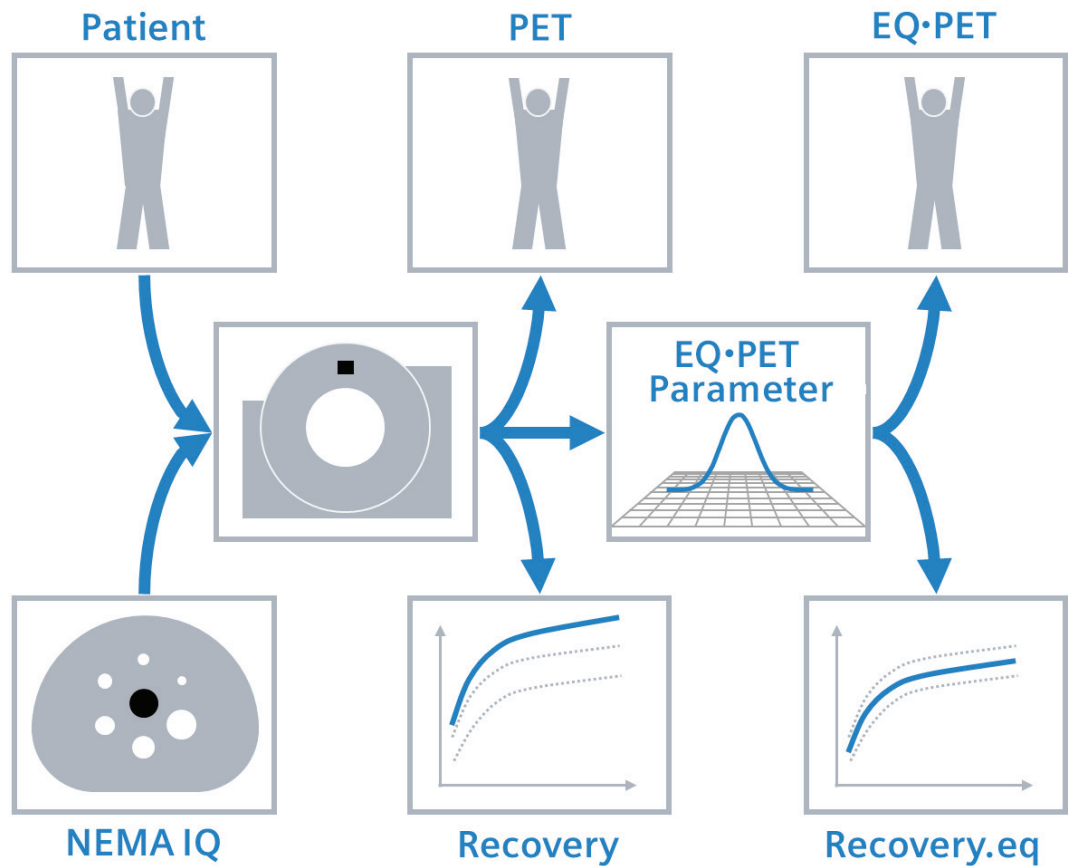 Patient
PET
EQ•PET
EQ•PET
Parameter
NEMA IQ
Recovery
Recovery.eq